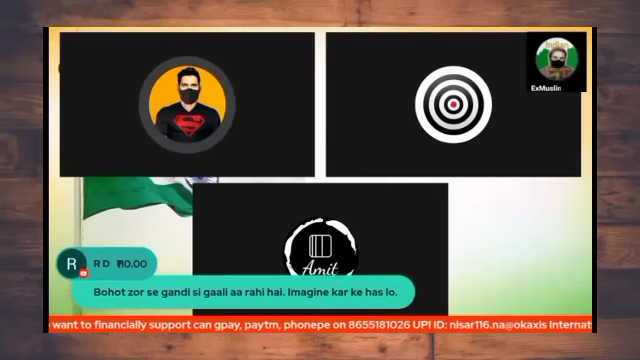 Indian
ExMuslim
Amit
R
R D ₹10.00
Bohot zor se gandi si gaali aa rahi hai. Imagine kar ke has lo.
want to financially support can gpay, paytm, phonepe on 8655181026 UPI ID: nisar116.na@okaxis Internat